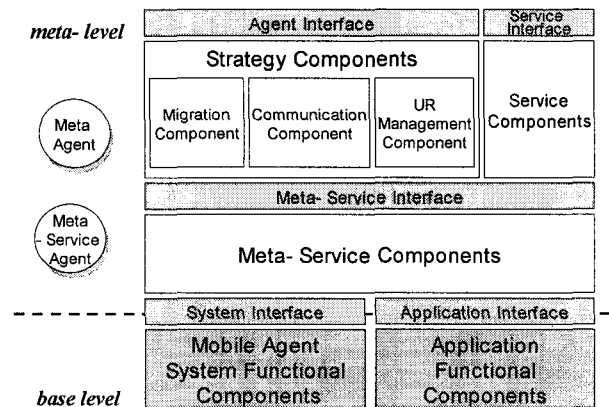 meta- level
Agent Interface
Service
Interface
Strategy Components
Migration
Component
Communication
Component
UR
Management
Component
Service
Components
Meta
Agent
Meta- Service Interface
Meta
- Service
Agent
Meta- Service Components
System Interface
Application Interface
Mobile Agent
System Functional
Components
Application
Functional
Components
base level